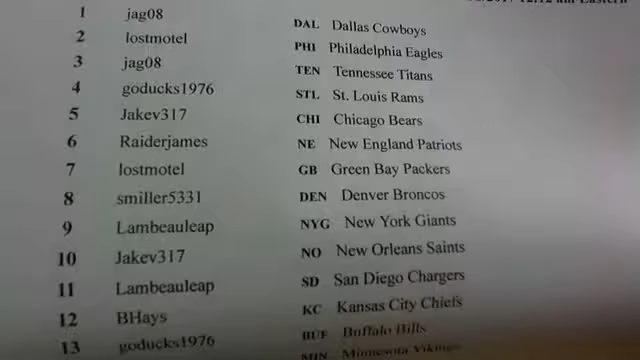 1 jag08 DAL Dallas Cowboys
2 lostmotel PHI Philadelphia Eagles
3 jag08 TEN Tennessee Titans
4 goducks1976 STL St. Louis Rams
5 Jakev317 CHI Chicago Bears
6 Raiderjames NE New England Patriots
7 lostmotel GB Green Bay Packers
8 smiller5331 DEN Denver Broncos
9 Lambeauleap NYG New York Giants
10 Jakev317 NO New Orleans Saints
11 Lambeauleap SD San Diego Chargers
12 BHays KC Kansas City Chiefs
13 goducks1976 BUF Buffalo Bills
MIN Minnesota Vikings